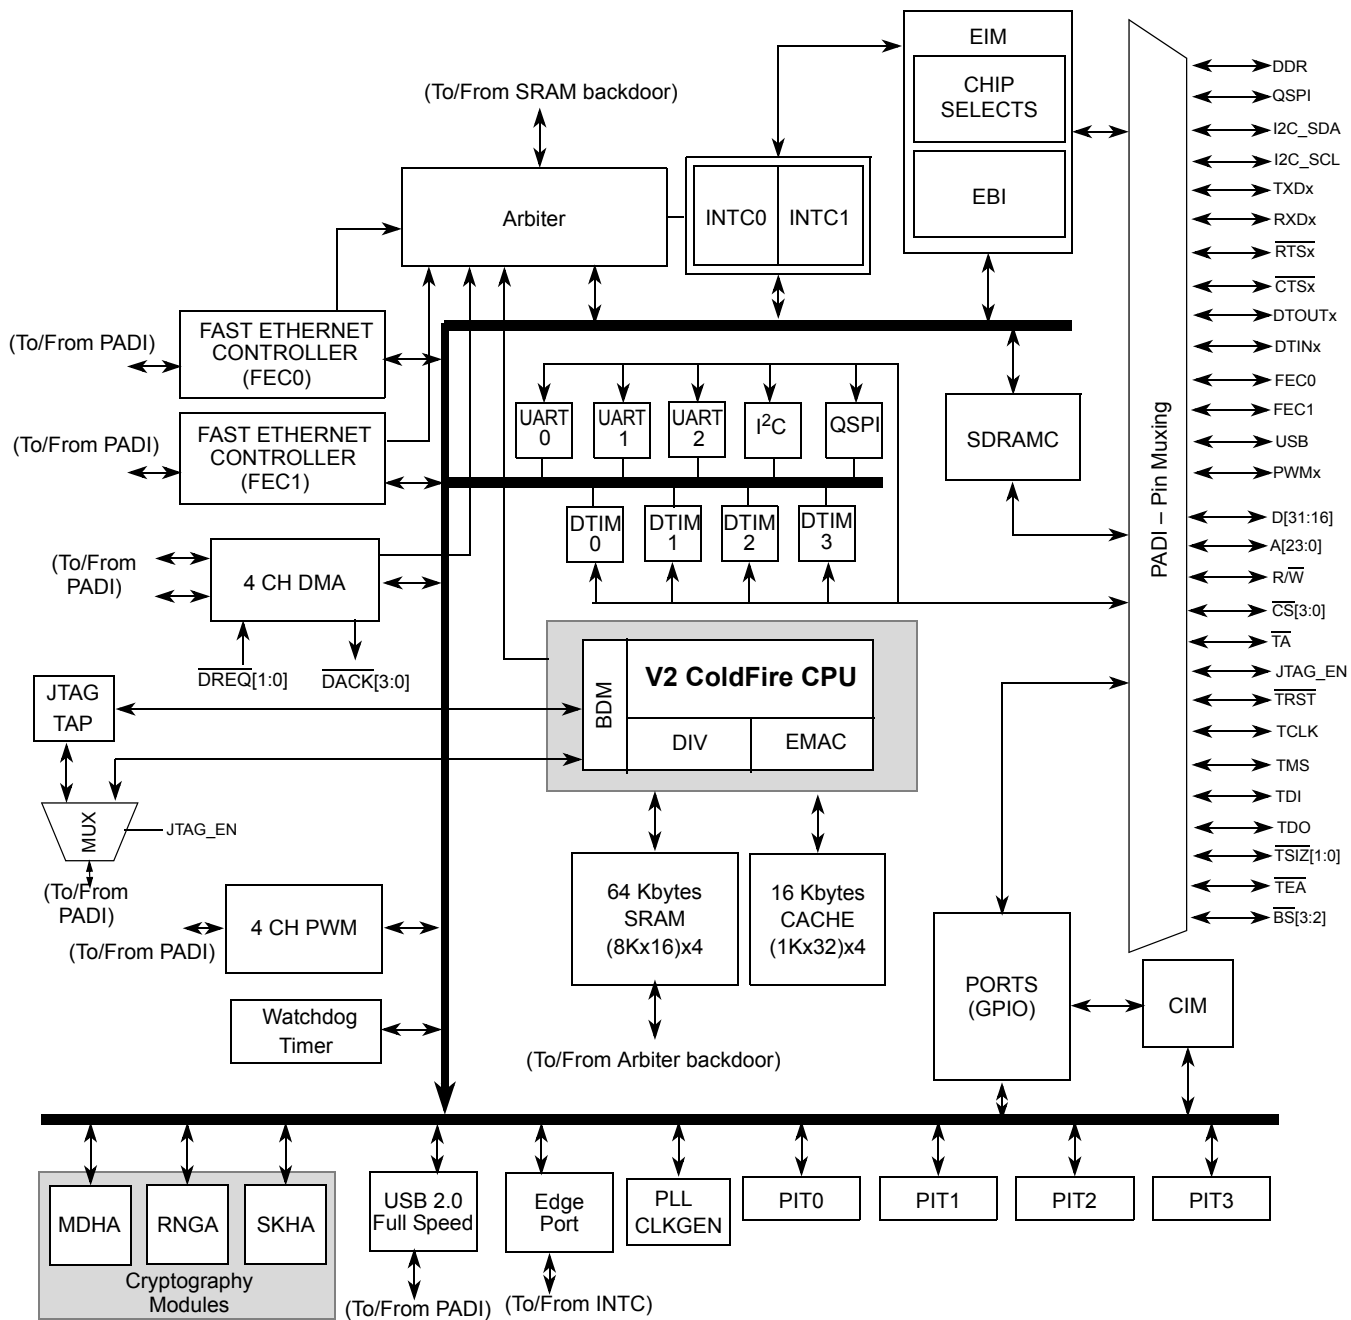 EIM
CHIP
SELECTS
EBI
(To/From SRAM backdoor)
Arbiter
INTC0
INTC1
FAST ETHERNET
CONTROLLER
(FEC0)
(To/From PADI)
FAST ETHERNET
CONTROLLER
(FEC1)
(To/From PADI)
UART
0
UART
1
UART
2
I²C
QSPI
DTIM
0
DTIM
1
DTIM
2
DTIM
3
SDRAMC
PADI – Pin Muxing
DDR
QSPI
I2C_SDA
I2C_SCL
TXDx
RXDx
RTSx
CTSx
DTOUTx
DTINx
FEC0
FEC1
USB
PWMx
D[31:16]
A[23:0]
R/W
CS[3:0]
TA
JTAG_EN
TRST
TCLK
TMS
TDI
TDO
TSIZ[1:0]
TEA
BS[3:2]
(To/From
PADI)
4 CH DMA
DREQ[1:0]
DACK[3:0]
JTAG
TAP
BDM
V2 ColdFire CPU
DIV
EMAC
MUX
JTAG_EN
(To/From
PADI)
4 CH PWM
(To/From PADI)
64 Kbytes
SRAM
(8Kx16)x4
16 Kbytes
CACHE
(1Kx32)x4
(To/From Arbiter backdoor)
Watchdog
Timer
PORTS
(GPIO)
CIM
MDHA
RNGA
SKHA
Cryptography
Modules
USB 2.0
Full Speed
(To/From PADI)
Edge
Port
(To/From INTC)
PLL
CLKGEN
PIT0
PIT1
PIT2
PIT3